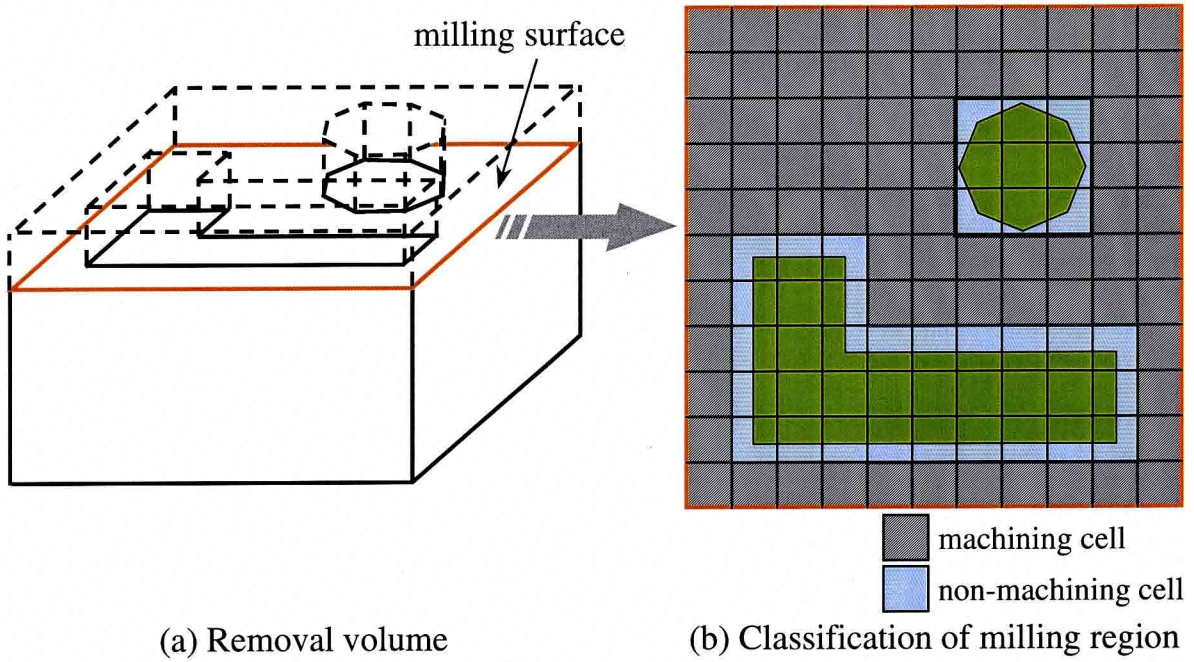 milling surface
machining cell
non-machining cell
(a) Removal volume
(b) Classification of milling region